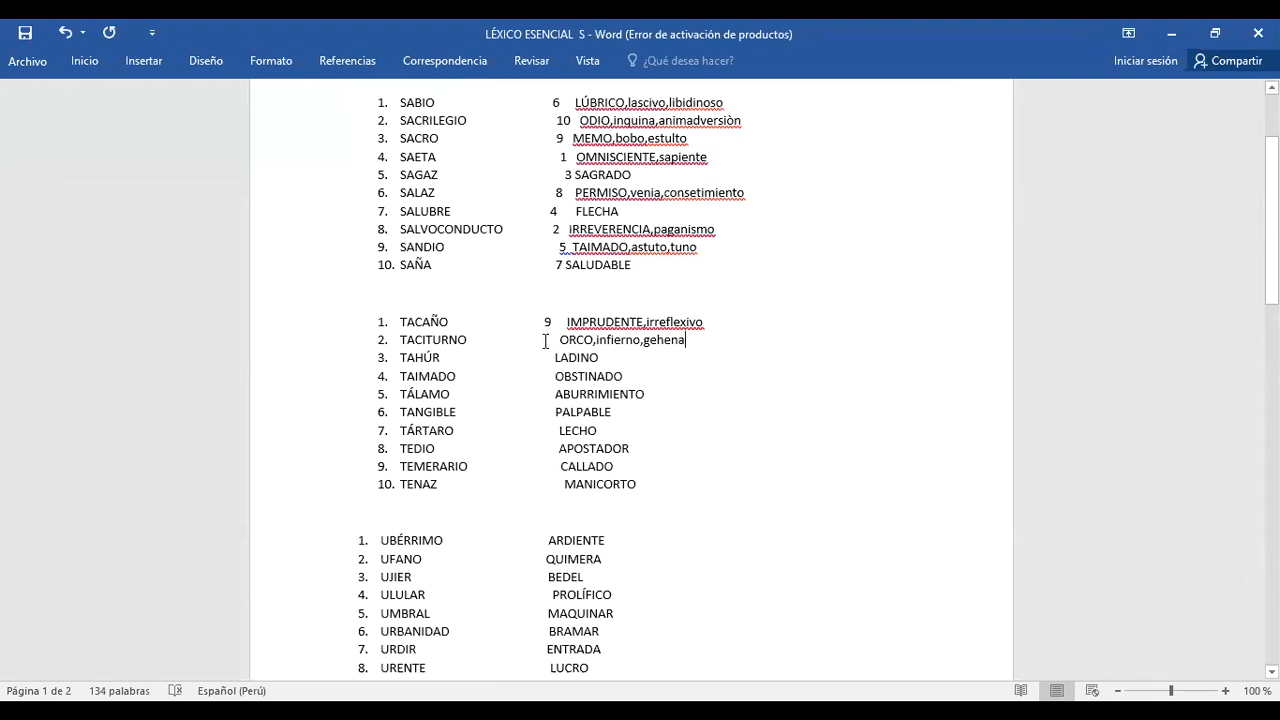 LÉXICO ESENCIAL S - Word (Error de activación de productos)
Archivo Inicio Insertar Diseño Formato Referencias Correspondencia Revisar Vista ¿Qué desea hacer? Iniciar sesión Compartir
1. SABIO 6 LÚBRICO,lascivo,libidinoso
2. SACRILEGIO 10 ODIO,inquina,animadversiòn
3. SACRO 9 MEMO,bobo,estulto
4. SAETA 1 OMNISCIENTE,sapiente
5. SAGAZ 3 SAGRADO
6. SALAZ 8 PERMISO,venia,consetimiento
7. SALUBRE 4 FLECHA
8. SALVOCONDUCTO 2 IRREVERENCIA,paganismo
9. SANDIO 5 TAIMADO,astuto,tuno
10. SAÑA 7 SALUDABLE
1. TACAÑO 9 IMPRUDENTE,irreflexivo
2. TACITURNO ORCO,infierno,gehena
3. TAHÚR LADINO
4. TAIMADO OBSTINADO
5. TÁLAMO ABURRIMIENTO
6. TANGIBLE PALPABLE
7. TÁRTARO LECHO
8. TEDIO APOSTADOR
9. TEMERARIO CALLADO
10. TENAZ MANICORTO
1. UBÉRRIMO ARDIENTE
2. UFANO QUIMERA
3. UJIER BEDEL
4. ULULAR PROLÍFICO
5. UMBRAL MAQUINAR
6. URBANIDAD BRAMAR
7. URDIR ENTRADA
8. URENTE LUCRO
Página 1 de 2 134 palabras Español (Perú) 100 %